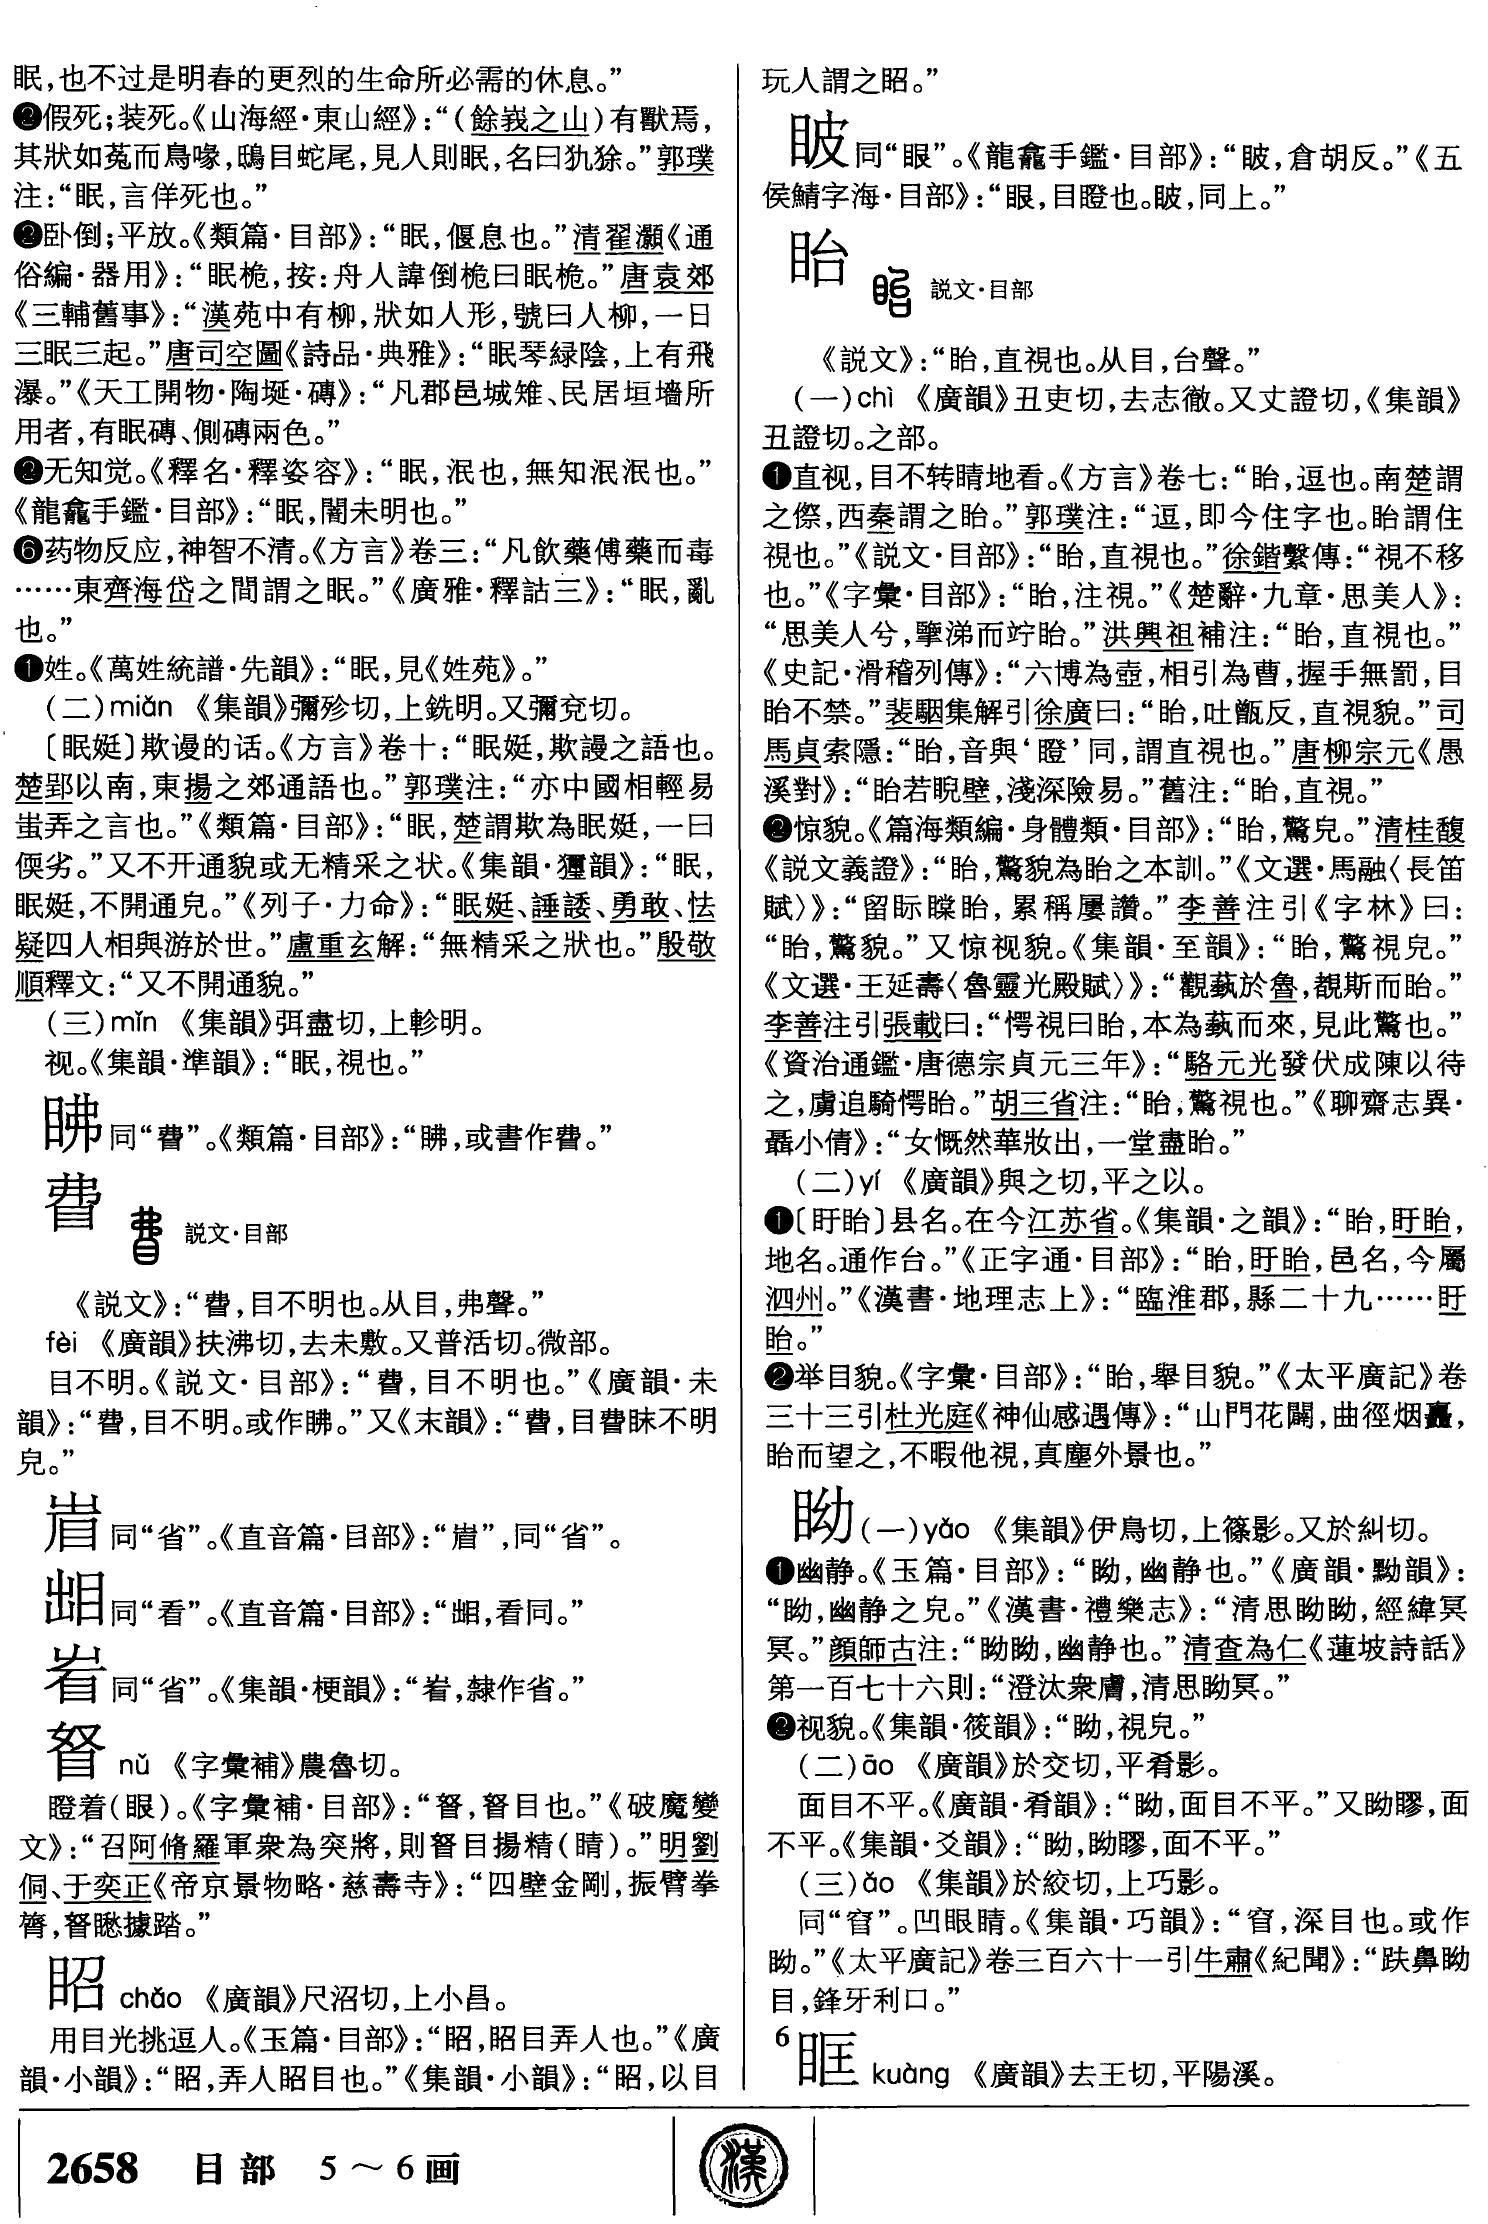 眠，也不过是明春的更烈的生命所必需的休息。”
❷假死；装死。《山海經·東山經》：“（餘峩之山）有獸焉，
其狀如菟而鳥喙，鴟目蛇尾，見人則眠，名曰犰狳。”郭璞
注：“眠，言佯死也。”
❷卧倒；平放。《類篇·目部》：“眠，偃息也。”清翟灝《通
俗編·器用》：“眠桅，按：舟人諱倒桅曰眠桅。”唐袁郊
《三輔舊事》：“漢苑中有柳，狀如人形，號曰人柳，一日
三眠三起。”唐司空圖《詩品·典雅》：“眠琴緑陰，上有飛
瀑。”《天工開物·陶埏·磚》：“凡郡邑城雉、民居垣墻所
用者，有眠磚、側磚兩色。”
❷无知觉。《釋名·釋姿容》：“眠，泯也，無知泯泯也。”
《龍龕手鑑·目部》：“眠，闇未明也。”
❻药物反应，神智不清。《方言》卷三：“凡飲藥傅藥而毒
……東齊海岱之間謂之眠。”《廣雅·釋詁三》：“眠，亂
也。”
❶姓。《萬姓統譜·先韻》：“眠，見《姓苑》。”
（二）miǎn 《集韻》彌殄切，上銑明。又彌兗切。
〔眠娗〕欺谩的话。《方言》卷十：“眠娗，欺謾之語也。
楚郢以南，東揚之郊通語也。”郭璞注：“亦中國相輕易
蚩弄之言也。”《類篇·目部》：“眠，楚謂欺為眠娗，一曰
偄劣。”又不开通貌或无精采之状。《集韻·獮韻》：“眠，
眠娗，不開通皃。”《列子·力命》：“眠娗、諈諉、勇敢、怯
疑四人相與游於世。”盧重玄解：“無精采之狀也。”殷敬
順釋文：“又不開通貌。”
（三）mǐn 《集韻》弭盡切，上軫明。
视。《集韻·準韻》：“眠，視也。”
䀟同“𥄱”。《類篇·目部》：“䀟，或書作𥄱。”
𥄱 説文·目部
《説文》：“𥄱，目不明也。从目，弗聲。”
fèi 《廣韻》扶沸切，去未敷。又普活切。微部。
目不明。《説文·目部》：“𥄱，目不明也。”《廣韻·未
韻》：“𥄱，目不明。或作䀟。”又《末韻》：“𥄱，目𥄱眜不明
皃。”
同“省”。《直音篇·目部》：“”，同“省”。
同“看”。《直音篇·目部》：“，看同。”
同“省”。《集韻·梗韻》：“，隸作省。”
nǔ 《字彙補》農魯切。
瞪着（眼）。《字彙補·目部》：“，目也。”《破魔變
文》：“召阿脩羅軍衆為突將，則目揚精（睛）。”明劉
侗、于奕正《帝京景物略·慈壽寺》：“四壁金剛，振臂拳
膂，據踏。”
眧 chǎo 《廣韻》尺沼切，上小昌。
用目光挑逗人。《玉篇·目部》：“眧，眧目弄人也。”《廣
韻·小韻》：“眧，弄人眧目也。”《集韻·小韻》：“眧，以目
玩人謂之眧。”
同“眼”。《龍龕手鑑·目部》：“，倉胡反。”《五
侯鯖字海·目部》：“眼，目瞪也。，同上。”
眙 説文·目部
《説文》：“眙，直視也。从目，台聲。”
（一）chì 《廣韻》丑吏切，去志徹。又丈證切，《集韻》
丑證切。之部。
❶直视，目不转睛地看。《方言》卷七：“眙，逗也。南楚謂
之傺，西秦謂之眙。”郭璞注：“逗，即今住字也。眙謂住
視也。”《説文·目部》：“眙，直視也。”徐鍇繫傳：“視不移
也。”《字彙·目部》：“眙，注視。”《楚辭·九章·思美人》：
“思美人兮，擥涕而竚眙。”洪興祖補注：“眙，直視也。”
《史記·滑稽列傳》：“六博為壺，相引為曹，握手無罰，目
眙不禁。”裴駰集解引徐廣曰：“眙，吐甑反，直視貌。”司
馬貞索隱：“眙，音與‘瞪’同，謂直視也。”唐柳宗元《愚
溪對》：“眙若睨壁，淺深險易。”舊注：“眙，直視。”
❷惊貌。《篇海類編·身體類·目部》：“眙，驚皃。”清桂馥
《説文義證》：“眙，驚貌為眙之本訓。”《文選·馬融〈長笛
賦〉》：“留眎瞸眙，累稱屢讚。”李善注引《字林》曰：
“眙，驚貌。”又惊视貌。《集韻·至韻》：“眙，驚視皃。”
《文選·王延壽〈魯靈光殿賦〉》：“觀蓺於魯，覩斯而眙。”
李善注引張載曰：“愕視曰眙，本為蓺而來，見此驚也。”
《資治通鑑·唐德宗貞元三年》：“駱元光發伏成陳以待
之，虜追騎愕眙。”胡三省注：“眙，驚視也。”《聊齋志異·
聶小倩》：“女慨然華妝出，一堂盡眙。”
（二）yí 《廣韻》與之切，平之以。
❶〔盱眙〕县名。在今江苏省。《集韻·之韻》：“眙，盱眙，
地名。通作台。”《正字通·目部》：“眙，盱眙，邑名，今屬
泗州。”《漢書·地理志上》：“臨淮郡，縣二十九……盱
眙。”
❷举目貌。《字彙·目部》：“眙，舉目貌。”《太平廣記》卷
三十三引杜光庭《神仙感遇傳》：“山門花闢，曲徑烟矗，
眙而望之，不暇他視，真塵外景也。”
眑（一）yǎo 《集韻》伊鳥切，上篠影。又於糾切。
❶幽静。《玉篇·目部》：“眑，幽静也。”《廣韻·黝韻》：
“眑，幽静之皃。”《漢書·禮樂志》：“清思眑眑，經緯冥
冥。”顔師古注：“眑眑，幽静也。”清查為仁《蓮坡詩話》
第一百七十六則：“澄汰衆膚，清思眑冥。”
❷视貌。《集韻·筱韻》：“眑，視皃。”
（二）āo 《廣韻》於交切，平肴影。
面目不平。《廣韻·肴韻》：“眑，面目不平。”又眑䁱，面
不平。《集韻·爻韻》：“眑，眑䁱，面不平。”
（三）ǎo 《集韻》於絞切，上巧影。
同“窅”。凹眼睛。《集韻·巧韻》：“窅，深目也。或作
眑。”《太平廣記》卷三百六十一引牛肅《紀聞》：“趺鼻眑
目，鋒牙利口。”
6 眶 kuàng 《廣韻》去王切，平陽溪。
2658 目部 5～6画
漢